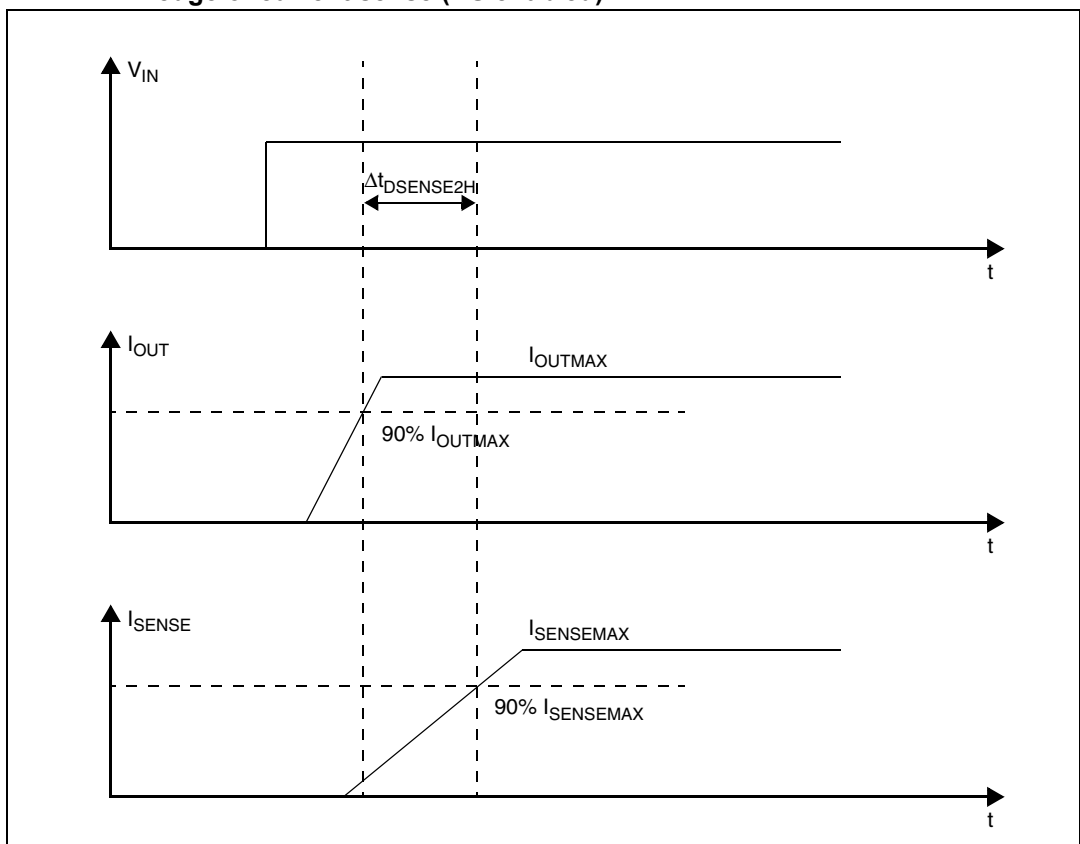 V_IN
Δt_DSENSE2H
t
I_OUT
I_OUTMAX
90% I_OUTMAX
t
I_SENSE
I_SENSEMAX
90% I_SENSEMAX
t